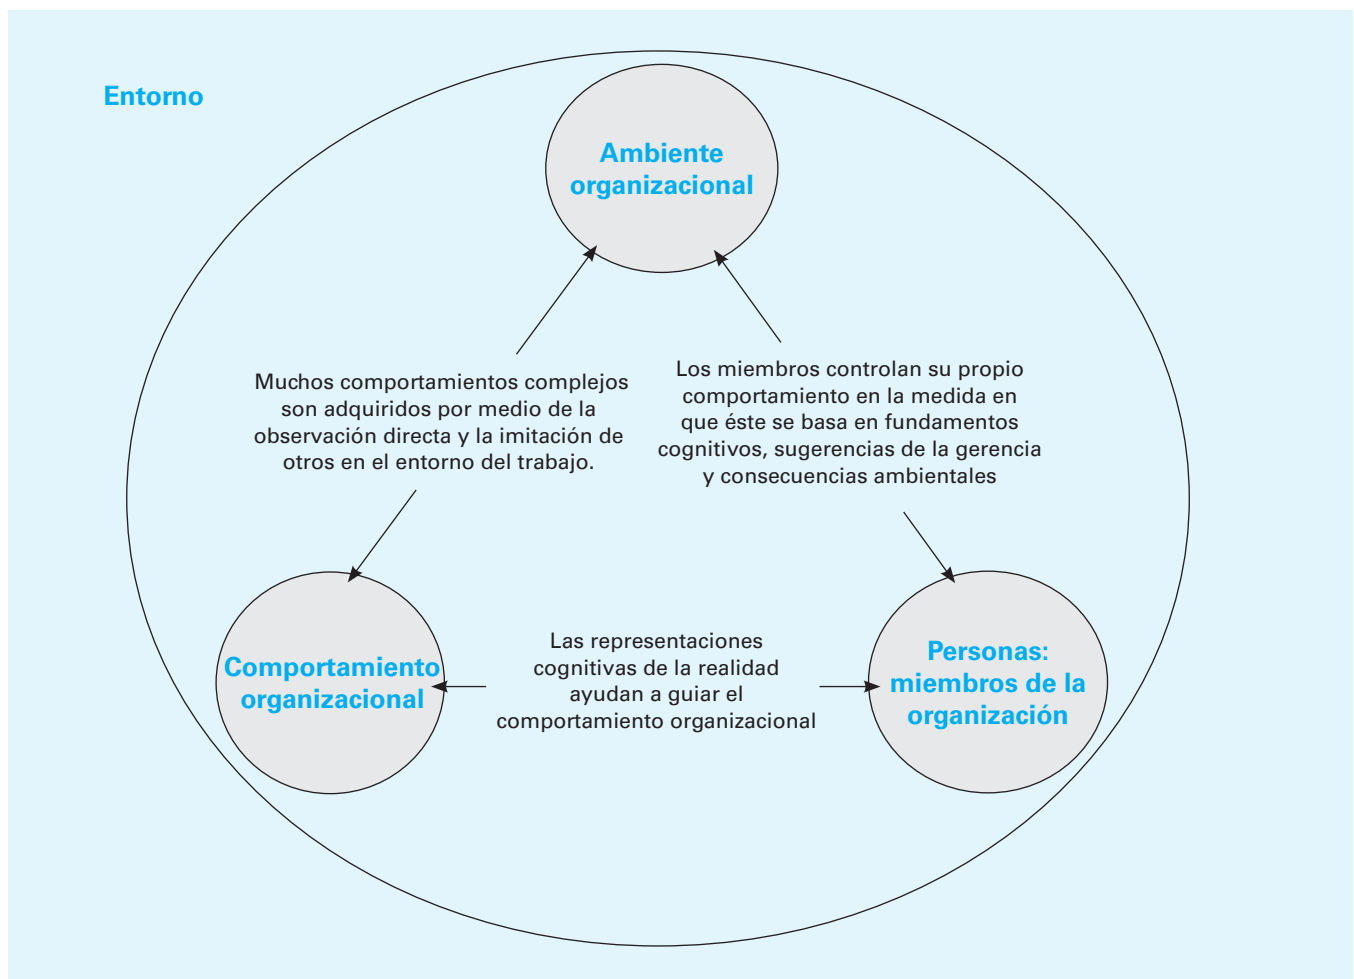 Entorno
Ambiente
organizacional
Muchos comportamientos complejos
son adquiridos por medio de la
observación directa y la imitación de
otros en el entorno del trabajo.
Los miembros controlan su propio
comportamiento en la medida en
que éste se basa en fundamentos
cognitivos, sugerencias de la gerencia
y consecuencias ambientales
Comportamiento
organizacional
Las representaciones
cognitivas de la realidad
ayudan a guiar el
comportamiento organizacional
Personas:
miembros de la
organización